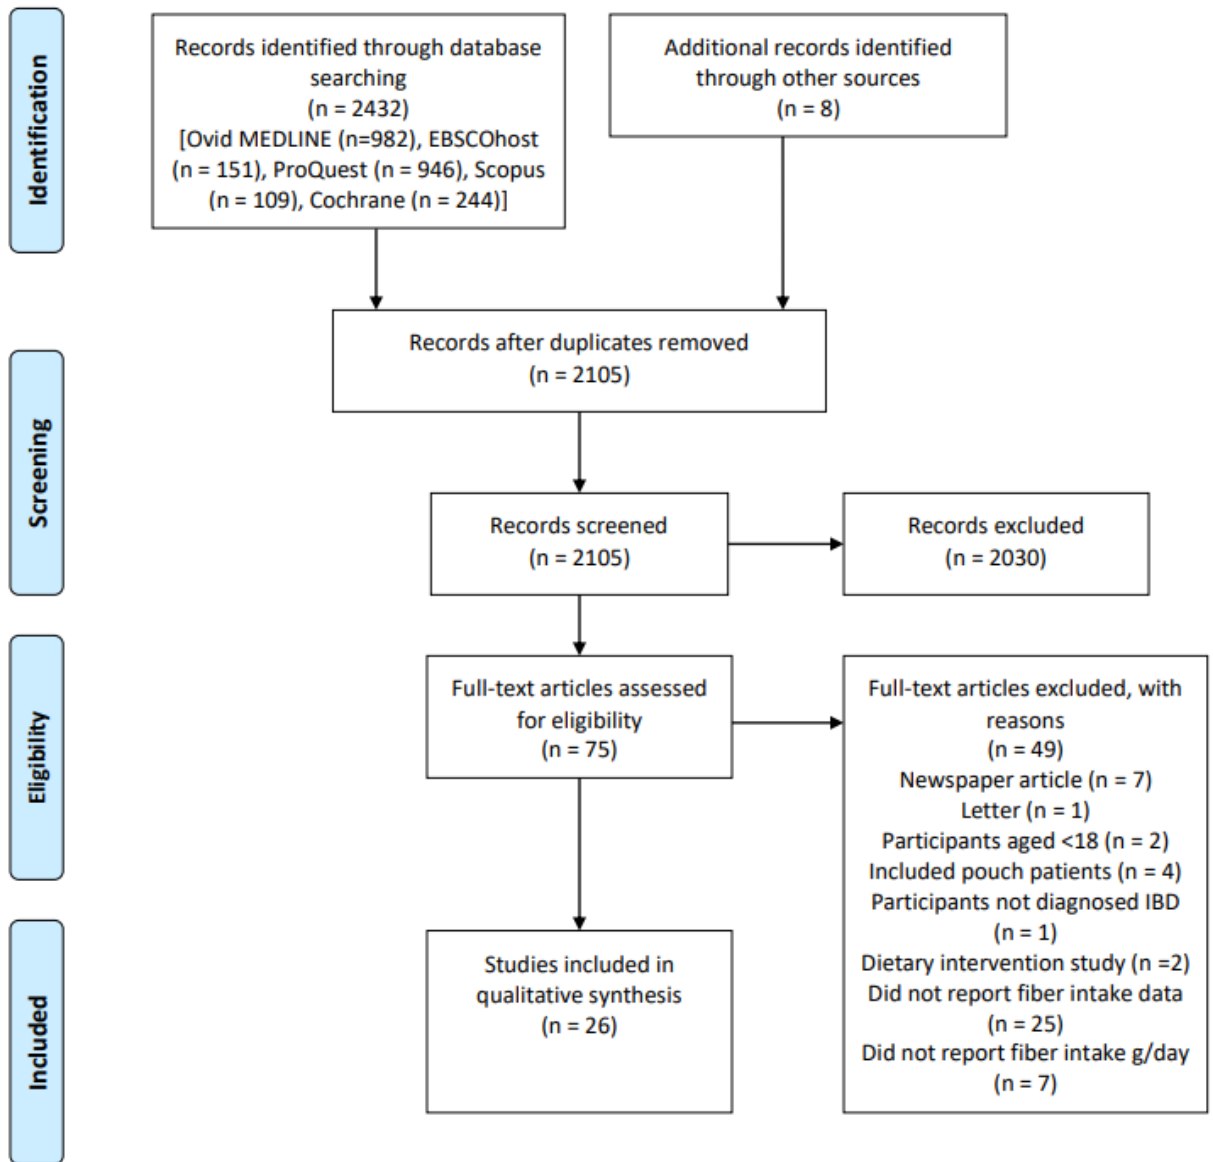 Identification
Records identified through database
searching
(n = 2432)
[Ovid MEDLINE (n=982), EBSCOhost
(n = 151), ProQuest (n = 946), Scopus
(n = 109), Cochrane (n = 244)]
Additional records identified
through other sources
(n = 8)
Screening
Records after duplicates removed
(n = 2105)
Records screened
(n = 2105)
Records excluded
(n = 2030)
Eligibility
Full-text articles assessed
for eligibility
(n = 75)
Full-text articles excluded, with
reasons
(n = 49)
Newspaper article (n = 7)
Letter (n = 1)
Participants aged <18 (n = 2)
Included pouch patients (n = 4)
Participants not diagnosed IBD
(n = 1)
Dietary intervention study (n =2)
Did not report fiber intake data
(n = 25)
Did not report fiber intake g/day
(n = 7)
Included
Studies included in
qualitative synthesis
(n = 26)